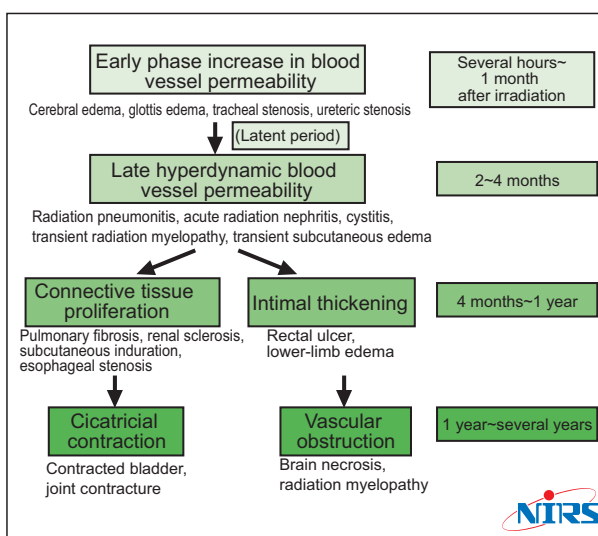 Early phase increase in blood
vessel permeability
Several hours~
1 month
after irradiation
Cerebral edema, glottis edema, tracheal stenosis, ureteric stenosis
(Latent period)
Late hyperdynamic blood
vessel permeability
2~4 months
Radiation pneumonitis, acute radiation nephritis, cystitis,
transient radiation myelopathy, transient subcutaneous edema
Connective tissue
proliferation
Intimal thickening
4 months~1 year
Pulmonary fibrosis, renal sclerosis,
subcutaneous induration,
esophageal stenosis
Rectal ulcer,
lower-limb edema
Cicatricial
contraction
Vascular
obstruction
1 year~several years
Contracted bladder,
joint contracture
Brain necrosis,
radiation myelopathy
NIRS